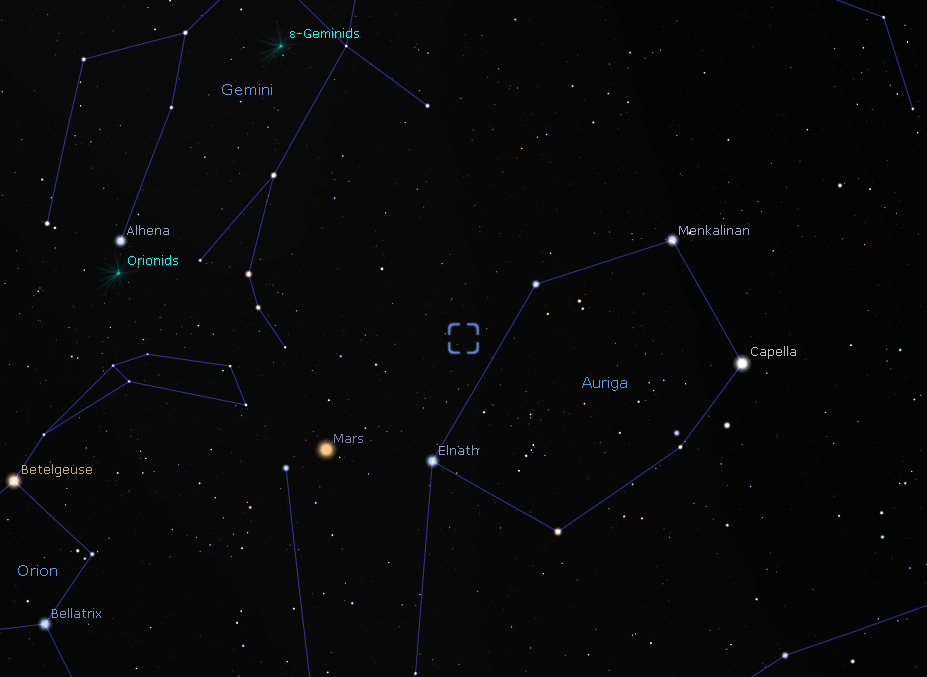 ε-Geminids
Gemini
Alhena
Menkalinan
Orionids
Capella
Auriga
Mars
Elnath
Betelgeuse
Orion
Bellatrix